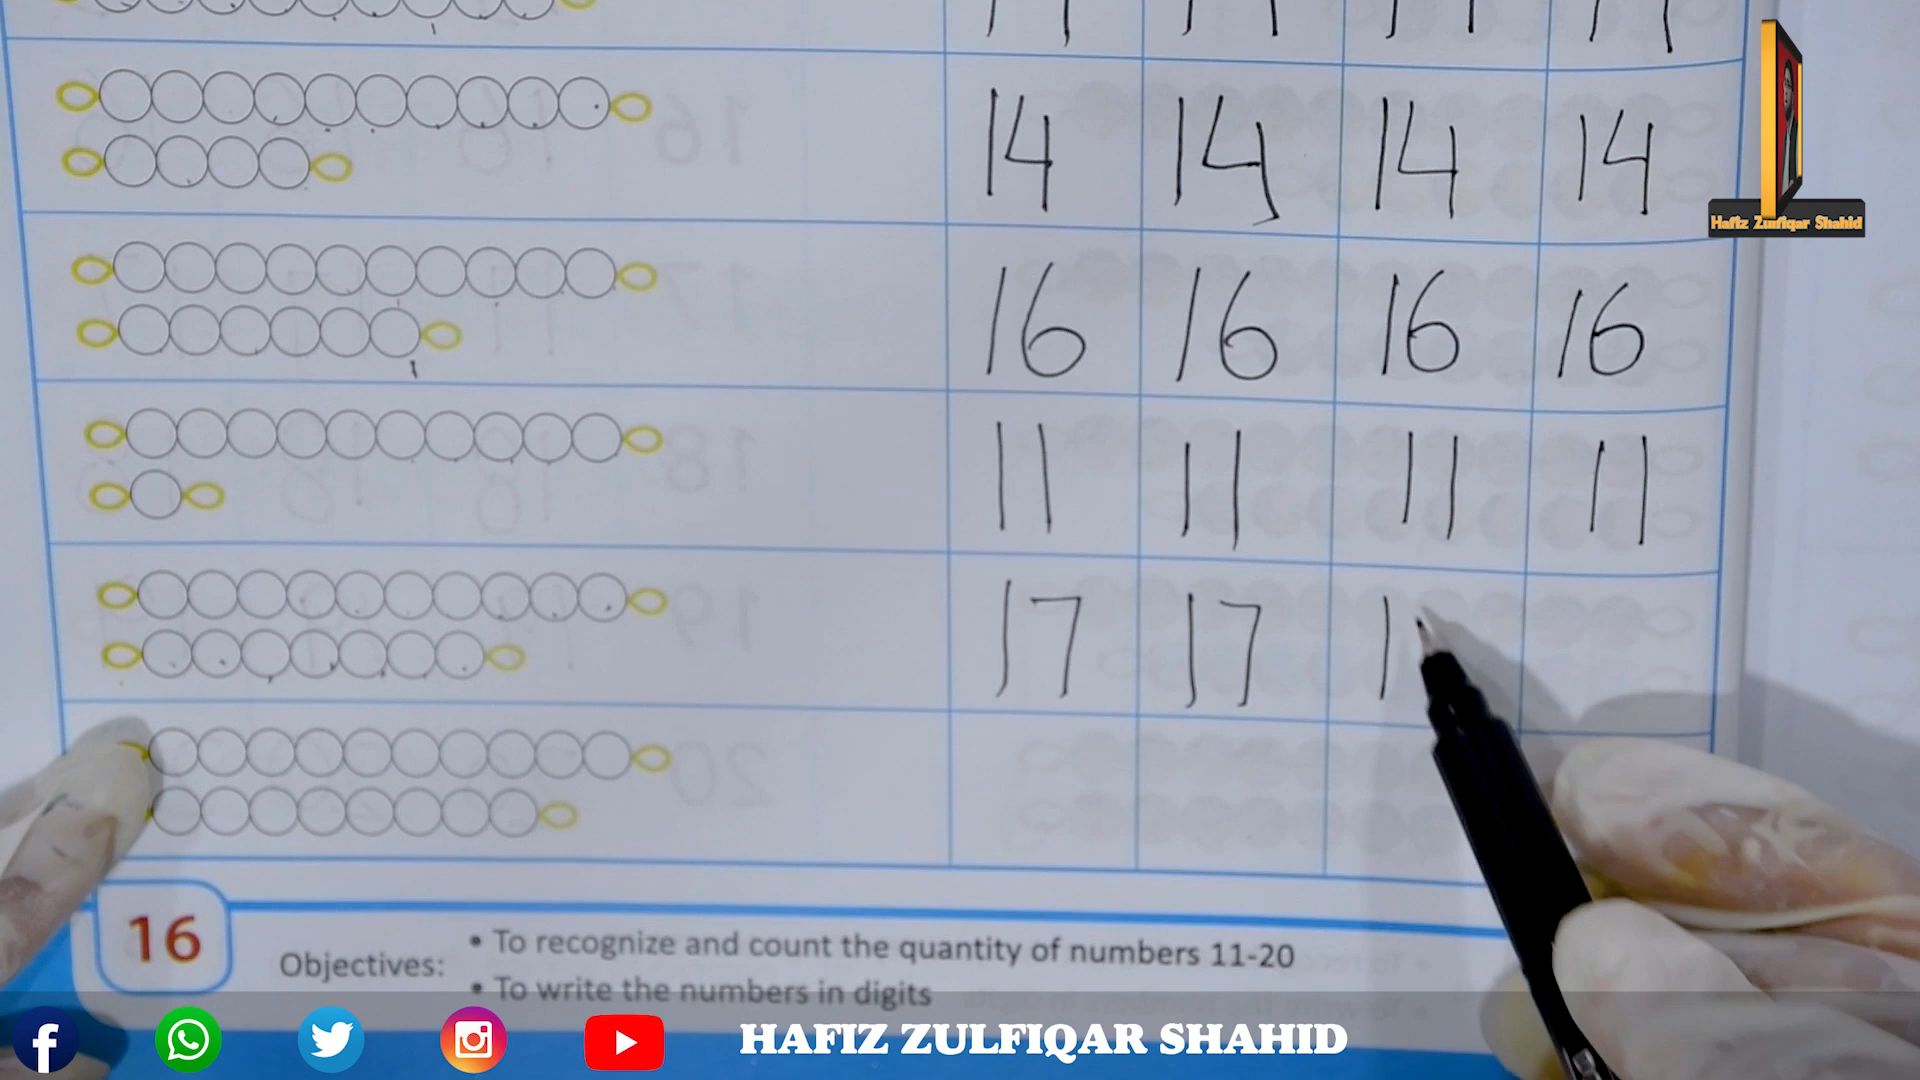 14 14 14 14
Hafiz Zulfiqar Shahid
16 16 16 16
11 11 11 11
17 17 1
16
Objectives:
• To recognize and count the quantity of numbers 11-20
• To write the numbers in digits
HAFIZ ZULFIQAR SHAHID